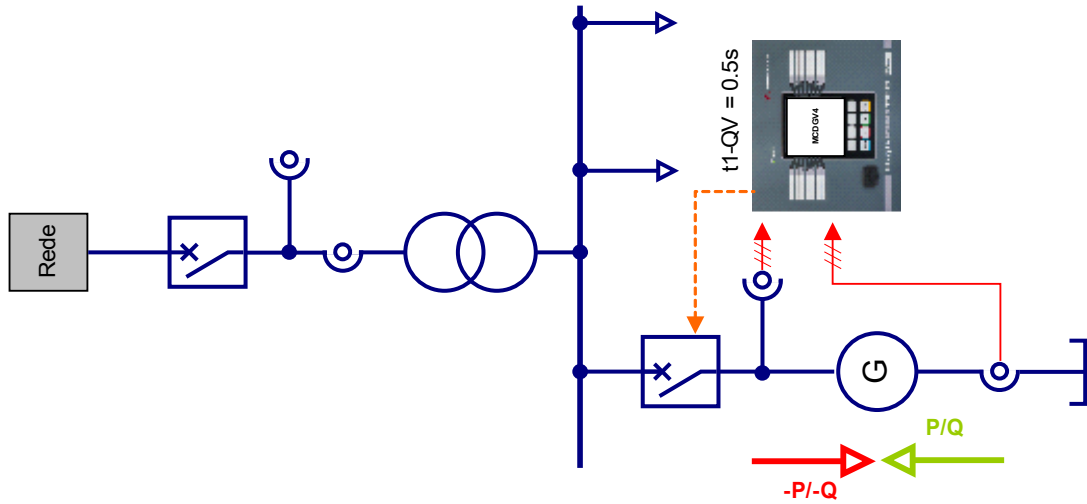 Rede
t1-QV = 0.5s
MCDGV4
G
P/Q
-P/-Q